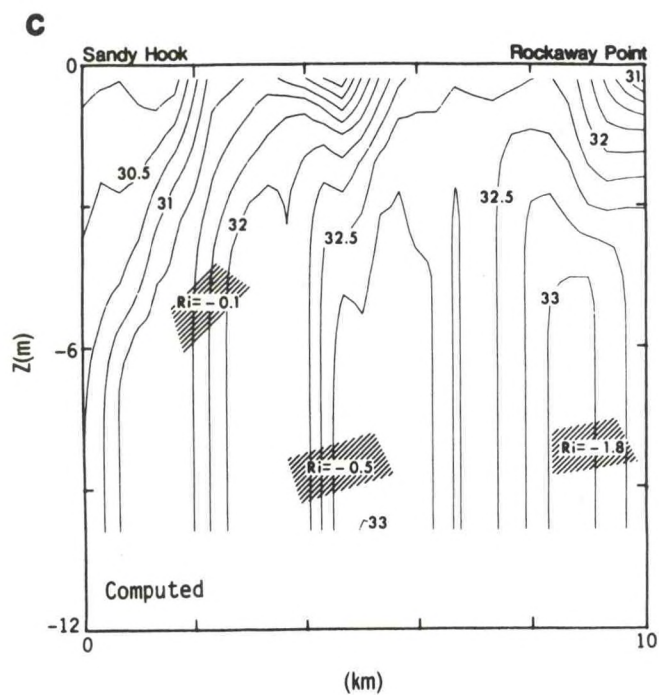 C
Sandy Hook Rockaway Point
0
31.
32
30.5
31
32
32.5
32.5
33
Ri= - 0.1
-6
Z(m)
Ri= - 0.5
Ri= - 1.8
33
Computed
-12
0 10
(km)